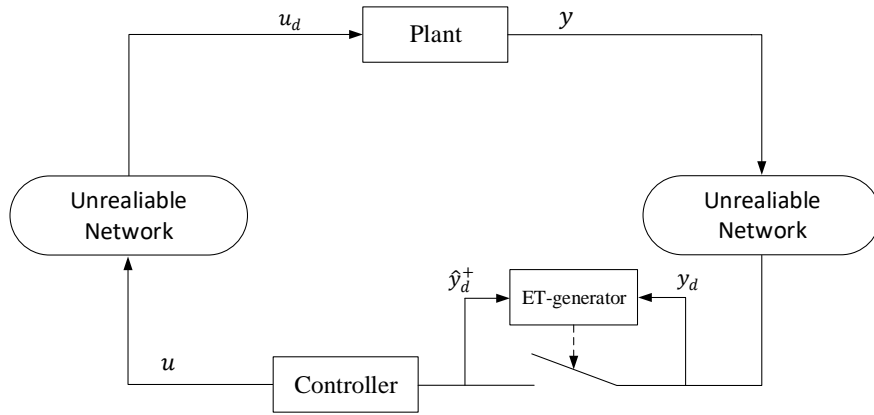 u_d
Plant
y
Unrealiable
Network
Unrealiable
Network
ŷ_d^+
ET-generator
y_d
u
Controller